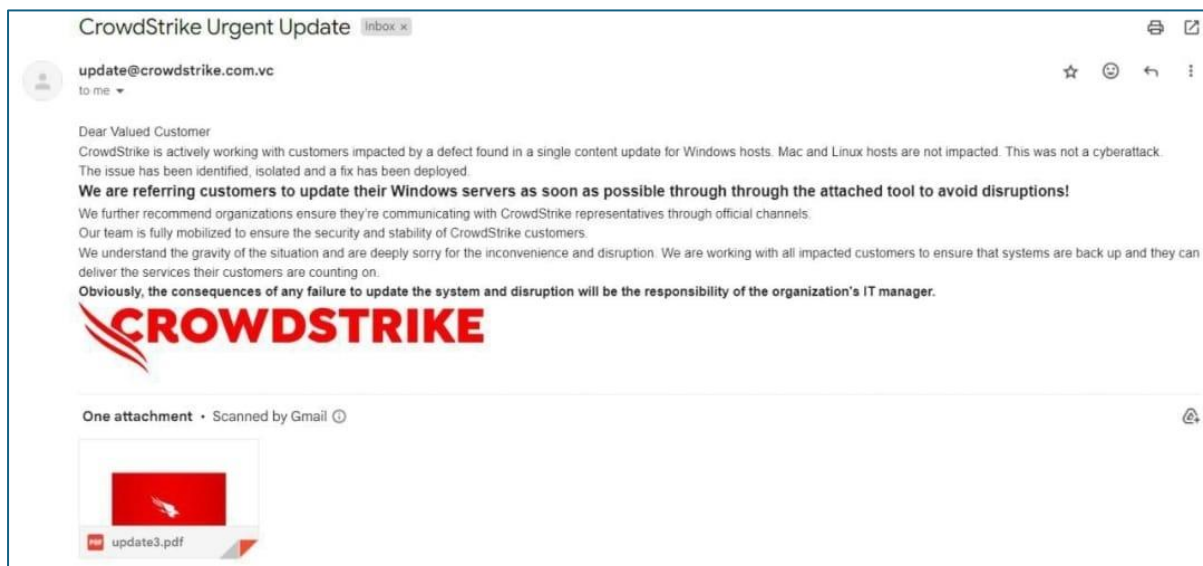 CrowdStrike Urgent Update Inbox ×
update@crowdstrike.com.vc
to me
Dear Valued Customer
CrowdStrike is actively working with customers impacted by a defect found in a single content update for Windows hosts. Mac and Linux hosts are not impacted. This was not a cyberattack.
The issue has been identified, isolated and a fix has been deployed.
We are referring customers to update their Windows servers as soon as possible through through the attached tool to avoid disruptions!
We further recommend organizations ensure they're communicating with CrowdStrike representatives through official channels.
Our team is fully mobilized to ensure the security and stability of CrowdStrike customers.
We understand the gravity of the situation and are deeply sorry for the inconvenience and disruption. We are working with all impacted customers to ensure that systems are back up and they can
deliver the services their customers are counting on.
Obviously, the consequences of any failure to update the system and disruption will be the responsibility of the organization's IT manager.
CROWDSTRIKE
One attachment • Scanned by Gmail
PDF update3.pdf